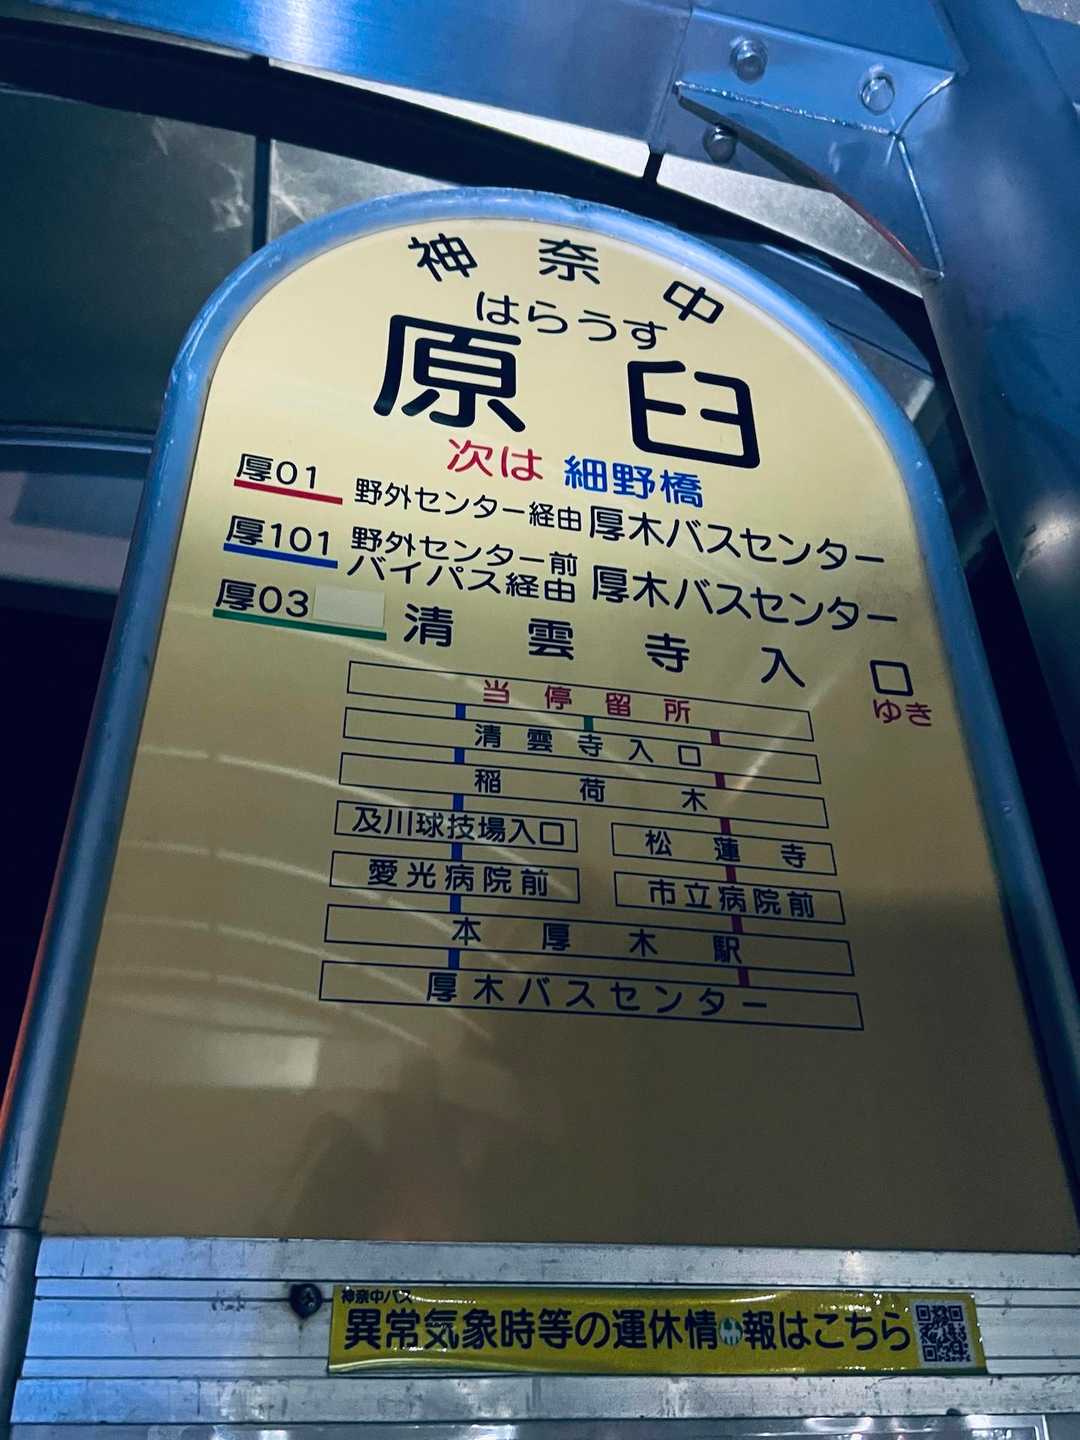 神奈中
はらうす
原臼
次は 細野橋
厚01 野外センター経由 厚木バスセンター
厚101 野外センター前 バイパス経由 厚木バスセンター
厚03 清雲寺入口
ゆき
当停留所
清雲寺入口
稲荷木
及川球技場入口 松蓮寺
愛光病院前 市立病院前
本厚木駅
厚木バスセンター
神奈中バス
異常気象時等の運休情報はこちら